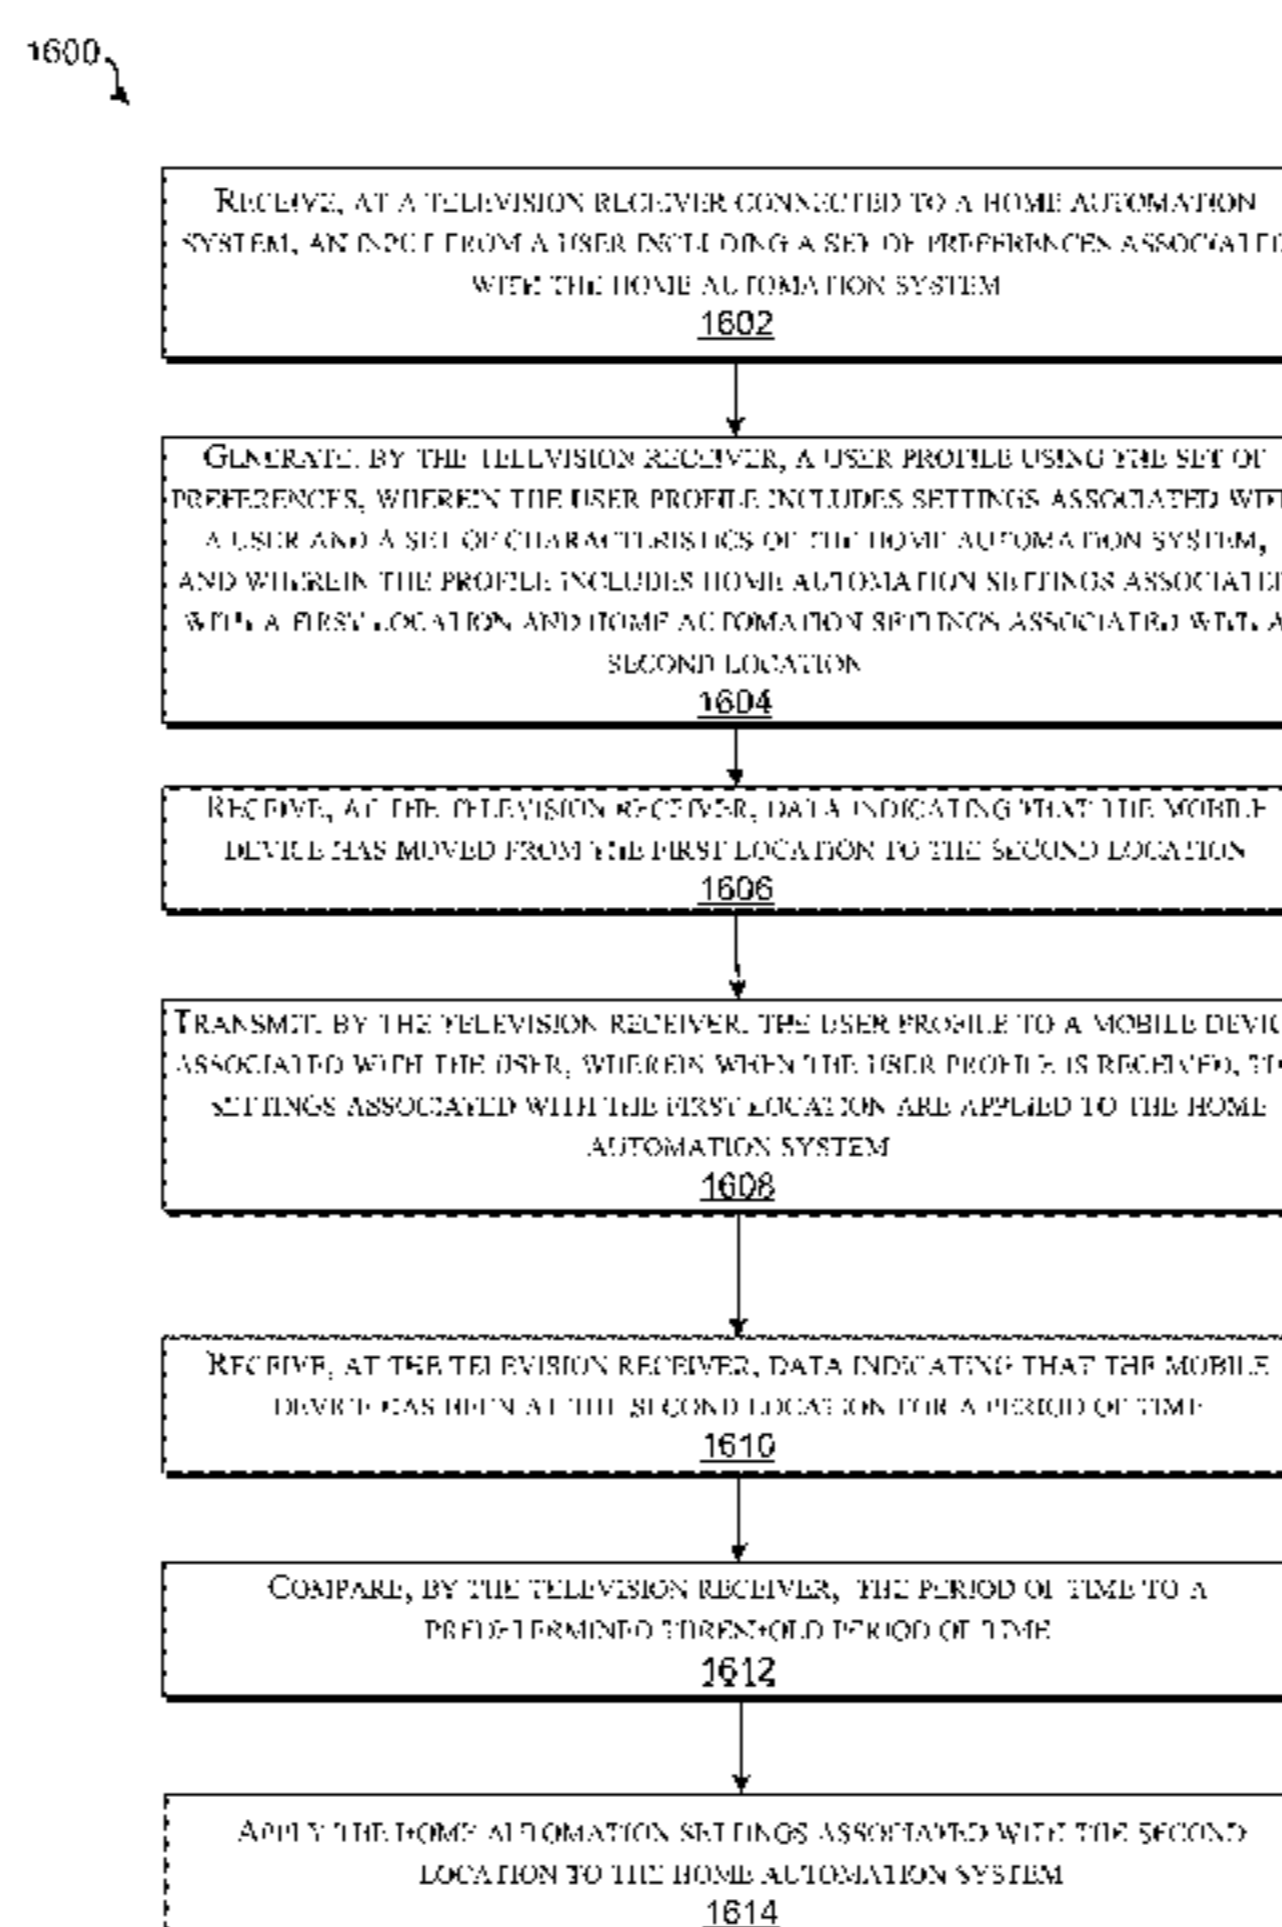 1600
RECEIVE, AT A TELEVISION RECEIVER CONNECTED TO A HOME AUTOMATION
SYSTEM, AN INPUT FROM A USER INCLUDING A SET OF PREFERENCES ASSOCIATED
WITH THE HOME AUTOMATION SYSTEM
1602
GENERATE, BY THE TELEVISION RECEIVER, A USER PROFILE USING THE SET OF
PREFERENCES, WHEREIN THE USER PROFILE INCLUDES SETTINGS ASSOCIATED WITH
A USER AND A SET OF CHARACTERISTICS OF THE HOME AUTOMATION SYSTEM,
AND WHEREIN THE PROFILE INCLUDES HOME AUTOMATION SETTINGS ASSOCIATED
WITH A FIRST LOCATION AND HOME AUTOMATION SETTINGS ASSOCIATED WITH A
SECOND LOCATION
1604
RECEIVE, AT THE TELEVISION RECEIVER, DATA INDICATING THAT THE MOBILE
DEVICE HAS MOVED FROM THE FIRST LOCATION TO THE SECOND LOCATION
1606
TRANSMIT, BY THE TELEVISION RECEIVER, THE USER PROFILE TO A MOBILE DEVIC
ASSOCIATED WITH THE USER, WHEREIN WHEN THE USER PROFILE IS RECEIVED, TH
SETTINGS ASSOCIATED WITH THE FIRST LOCATION ARE APPLIED TO THE HOME
AUTOMATION SYSTEM
1608
RECEIVE, AT THE TELEVISION RECEIVER, DATA INDICATING THAT THE MOBILE
DEVICE HAS BEEN AT THE SECOND LOCATION FOR A PERIOD OF TIME
1610
COMPARE, BY THE TELEVISION RECEIVER, THE PERIOD OF TIME TO A
PREDETERMINED THRESHOLD PERIOD OF TIME
1612
APPLY THE HOME AUTOMATION SETTINGS ASSOCIATED WITH THE SECOND
LOCATION TO THE HOME AUTOMATION SYSTEM
1614